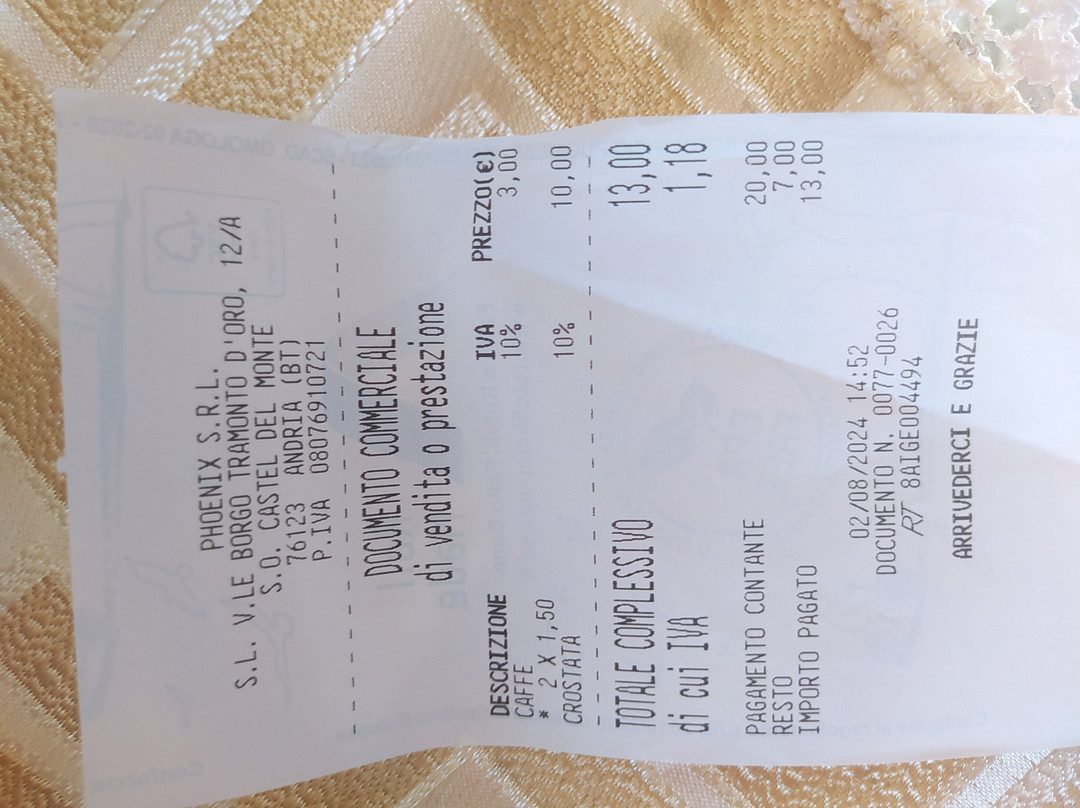 PHOENIX S.R.L.
S.L. V.LE BORGO TRAMONTO D'ORO, 12/A
S.O. CASTEL DEL MONTE
76123 ANDRIA (BT)
P.IVA 08076910721
DOCUMENTO COMMERCIALE
di vendita o prestazione
DESCRIZIONE IVA PREZZO(€)
CAFFE 10% 3,00
* 2 X 1,50
CROSTATA 10% 10,00
TOTALE COMPLESSIVO 13,00
di cui IVA 1,18
PAGAMENTO CONTANTE 20,00
RESTO 7,00
IMPORTO PAGATO 13,00
02/08/2024 14:52
DOCUMENTO N. 0077-0026
RT 8AIGE004494
ARRIVEDERCI E GRAZIE